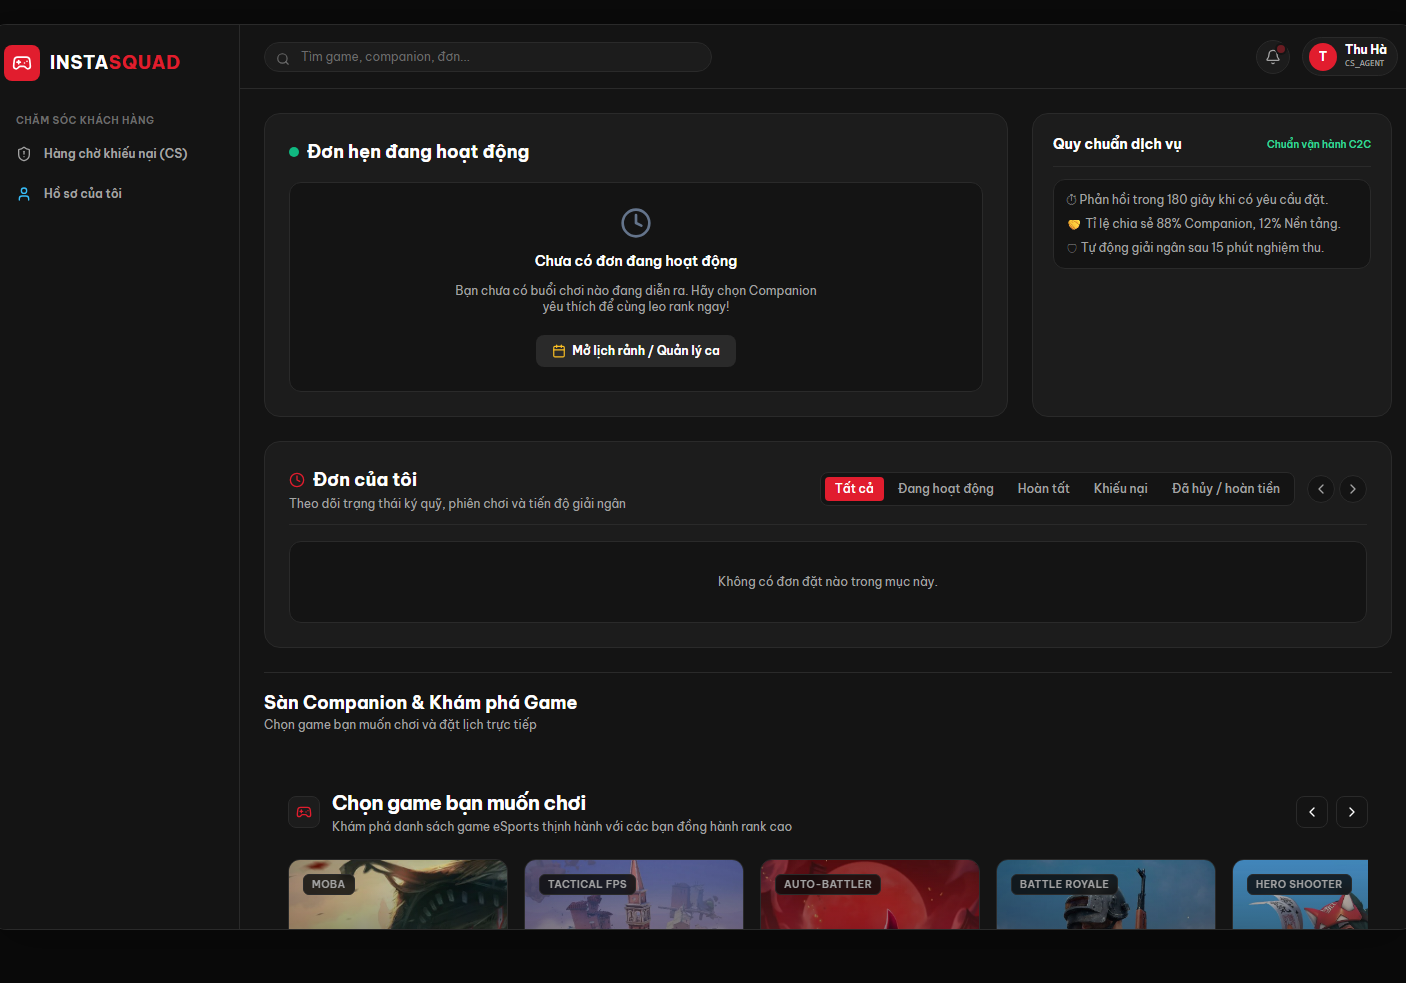 INSTASQUAD
Tìm game, companion, đơn...
T
Thu Hà
CS_AGENT
CHĂM SÓC KHÁCH HÀNG
Hàng chờ khiếu nại (CS)
Hồ sơ của tôi
Đơn hẹn đang hoạt động
Chưa có đơn đang hoạt động
Bạn chưa có buổi chơi nào đang diễn ra. Hãy chọn Companion
yêu thích để cùng leo rank ngay!
Mở lịch rảnh / Quản lý ca
Quy chuẩn dịch vụ
Chuẩn vận hành C2C
Phản hồi trong 180 giây khi có yêu cầu đặt.
Tỉ lệ chia sẻ 88% Companion, 12% Nền tảng.
Tự động giải ngân sau 15 phút nghiệm thu.
Đơn của tôi
Theo dõi trạng thái ký quỹ, phiên chơi và tiến độ giải ngân
Tất cả
Đang hoạt động
Hoàn tất
Khiếu nại
Đã hủy / hoàn tiền
Không có đơn đặt nào trong mục này.
Sàn Companion & Khám phá Game
Chọn game bạn muốn chơi và đặt lịch trực tiếp
Chọn game bạn muốn chơi
Khám phá danh sách game eSports thịnh hành với các bạn đồng hành rank cao
MOBA
TACTICAL FPS
AUTO-BATTLER
BATTLE ROYALE
HERO SHOOTER